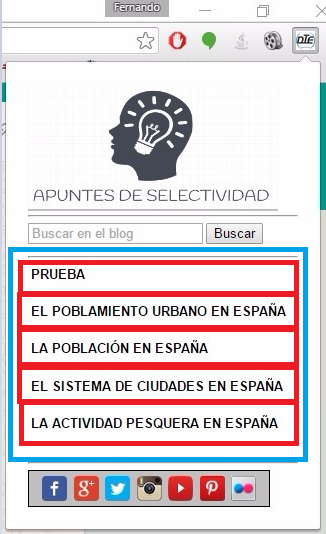 Fernando
DTE
APUNTES DE SELECTIVIDAD
Buscar en el blog
Buscar
PRUEBA
EL POBLAMIENTO URBANO EN ESPAÑA
LA POBLACIÓN EN ESPAÑA
EL SISTEMA DE CIUDADES EN ESPAÑA
LA ACTIVIDAD PESQUERA EN ESPAÑA